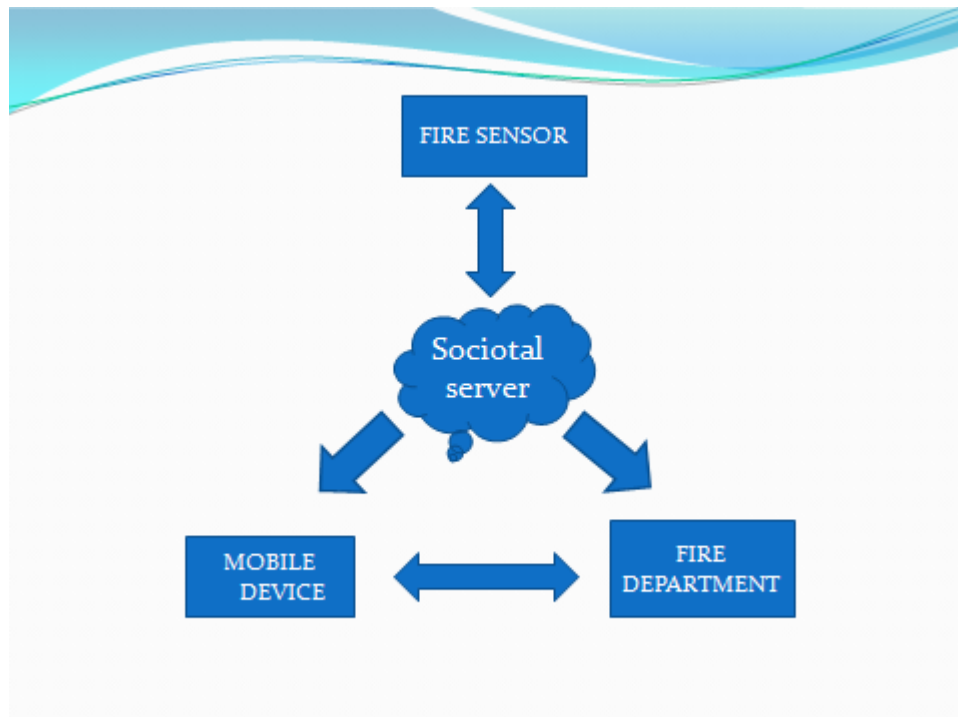 FIRE SENSOR
Sociotal
server
MOBILE
DEVICE
FIRE
DEPARTMENT